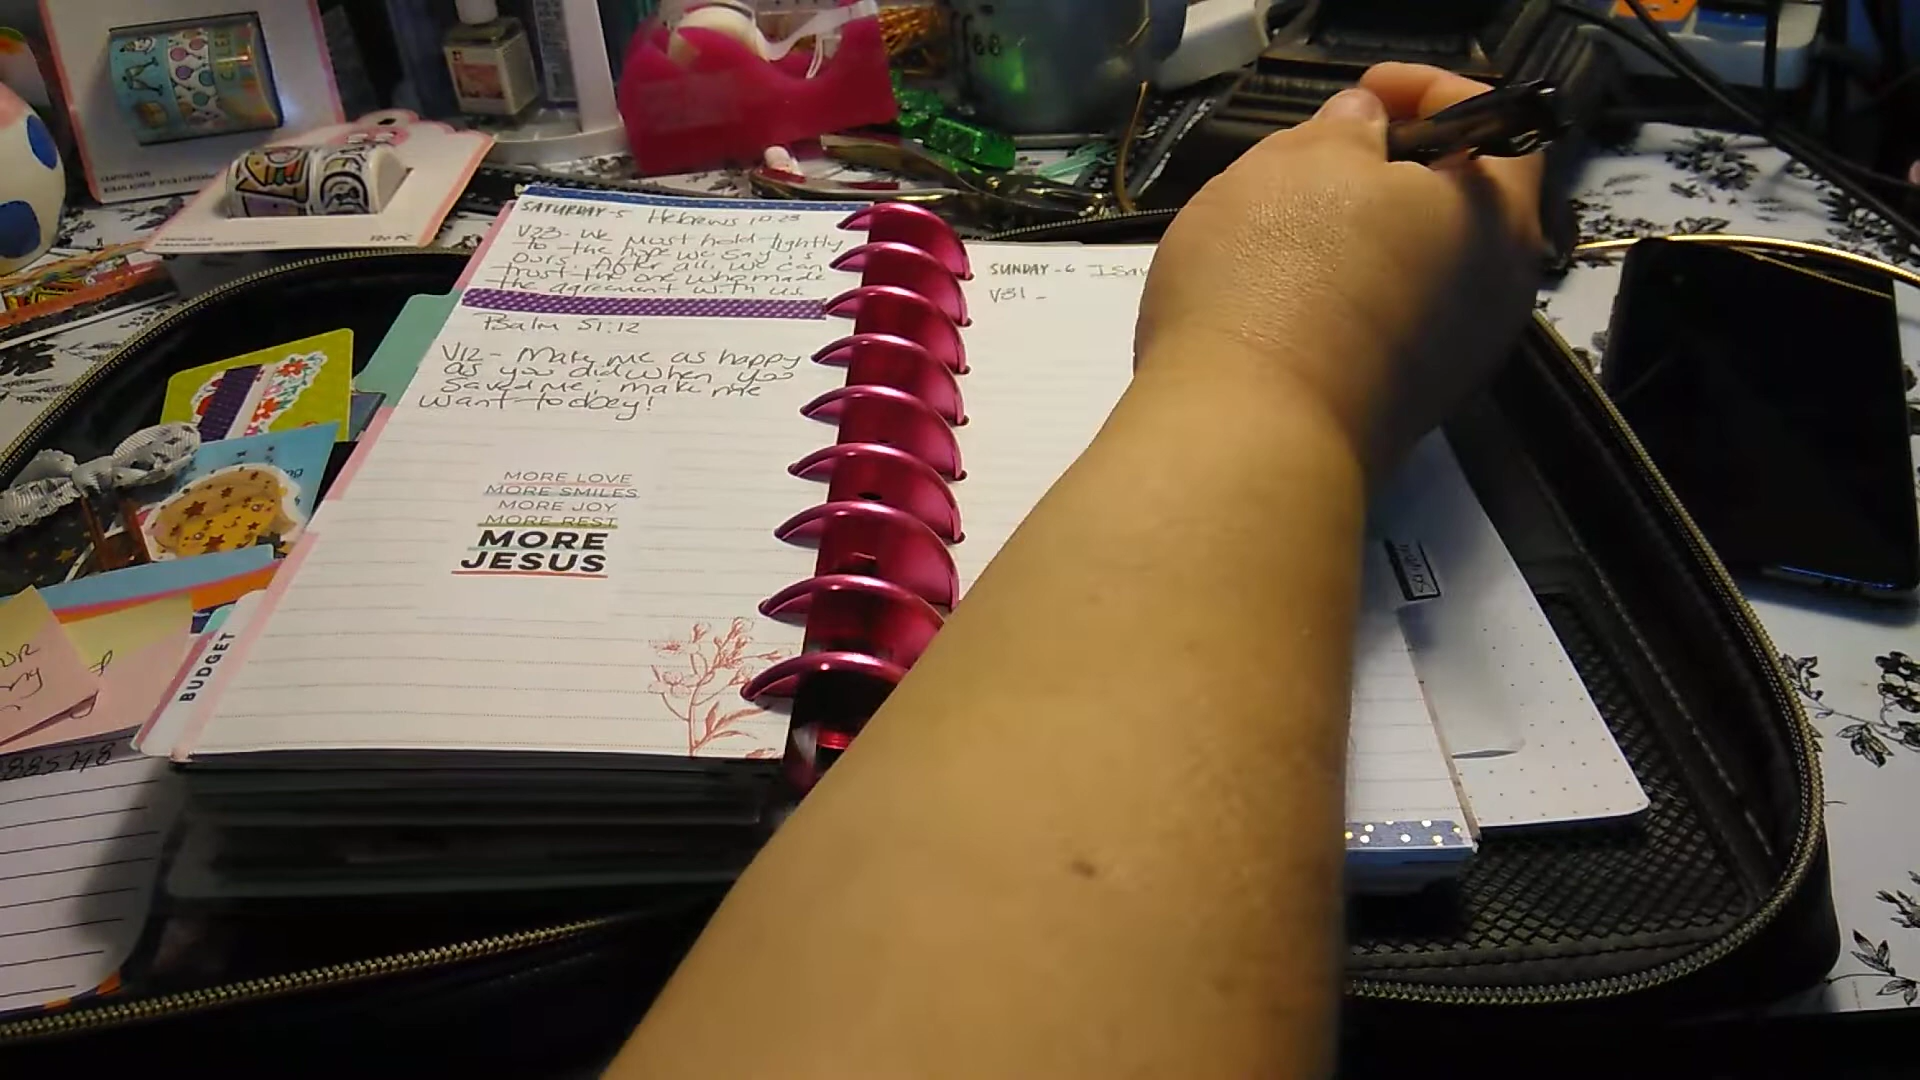 SATURDAY-5 Hebrews 10:23
V23- We must hold tightly
to the hope we say is
ours. After all, we can
trust the one who made
the agreement with us.
Psalm 51:12
V12 - Make me as happy
as you did when you
saved me; make me
want to obey!
MORE LOVE
MORE SMILES
MORE JOY
MORE REST
MORE
JESUS
BUDGET
SUNDAY-6
V31 -